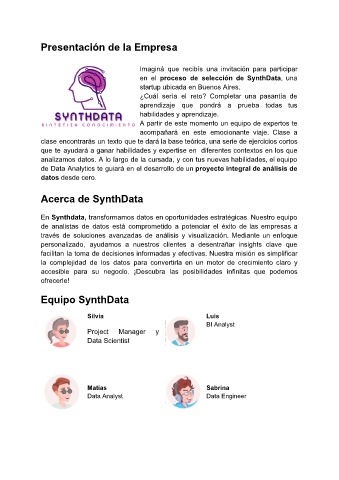 Presentación de la Empresa
SYNTHDATA
SINTETIZA CONOCIMIENTO
Imaginá que recibís una invitación para participar
en el proceso de selección de SynthData, una
startup ubicada en Buenos Aires.
¿Cuál sería el reto? Completar una pasantía de
aprendizaje que pondrá a prueba todas tus
habilidades y aprendizaje.
A partir de este momento un equipo de expertos te
acompañará en este emocionante viaje. Clase a
clase encontrarás un texto que te dará la base teórica, una serie de ejercicios cortos
que te ayudará a ganar habilidades y expertise en diferentes contextos en los que
analizamos datos. A lo largo de la cursada, y con tus nuevas habilidades, el equipo
de Data Analytics te guiará en el desarrollo de un proyecto integral de análisis de
datos desde cero.
Acerca de SynthData
En Synthdata, transformamos datos en oportunidades estratégicas. Nuestro equipo
de analistas de datos está comprometido a potenciar el éxito de las empresas a
través de soluciones avanzadas de análisis y visualización. Mediante un enfoque
personalizado, ayudamos a nuestros clientes a desentrañar insights clave que
facilitan la toma de decisiones informadas y efectivas. Nuestra misión es simplificar
la complejidad de los datos para convertirla en un motor de crecimiento claro y
accesible para su negocio. ¡Descubra las posibilidades infinitas que podemos
ofrecerle!
Equipo SynthData
Silvia
Project Manager y
Data Scientist
Luis
BI Analyst
Matías
Data Analyst
Sabrina
Data Engineer